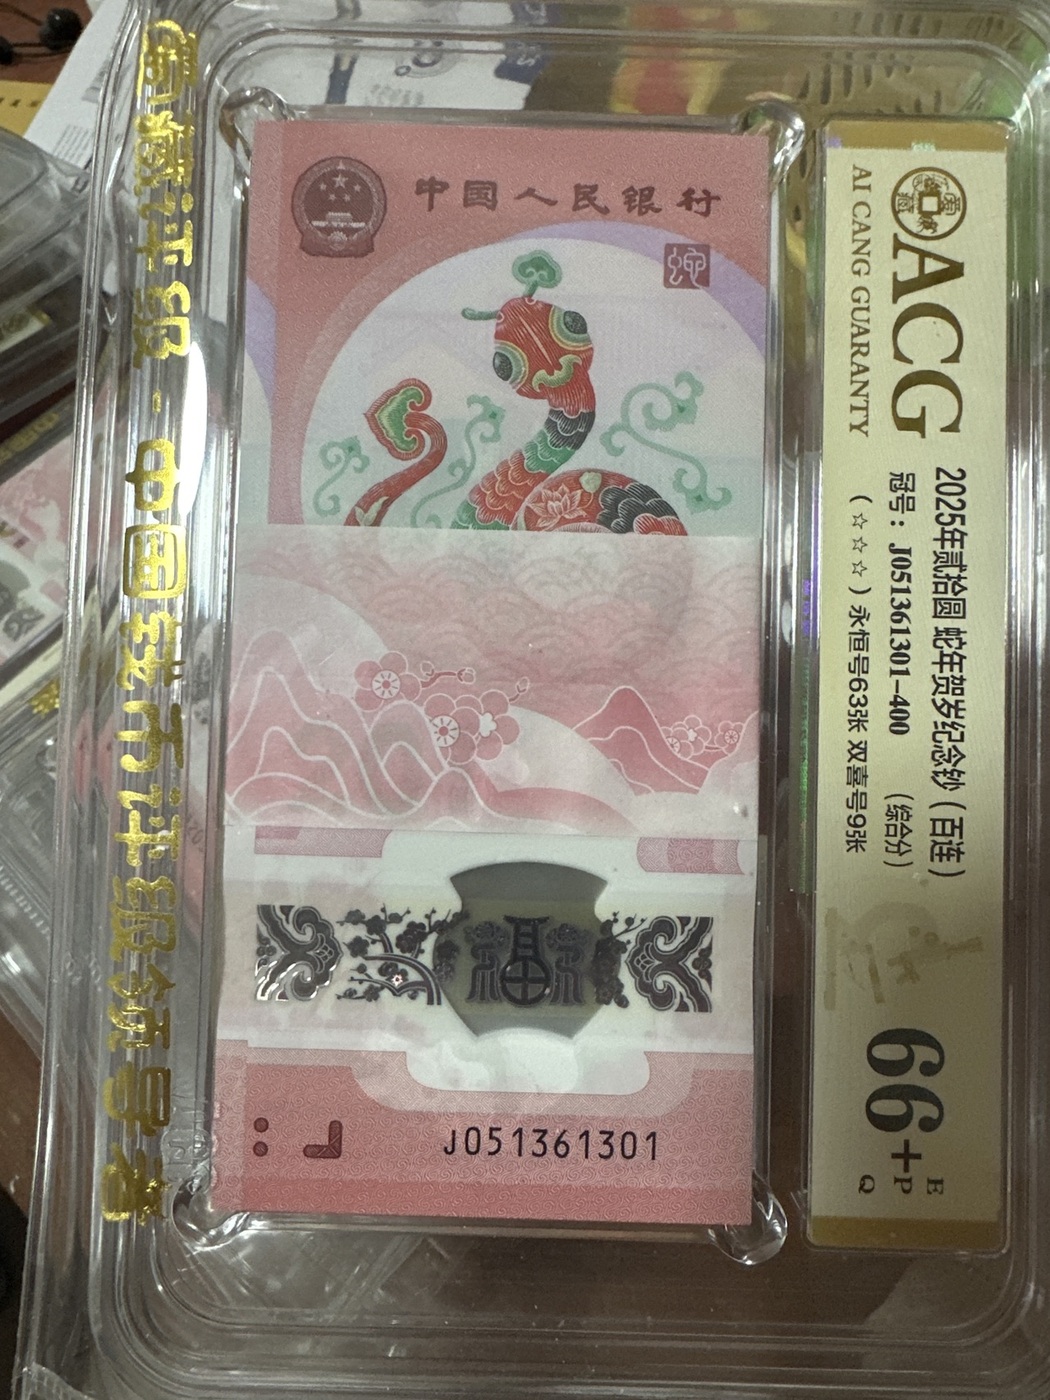 爱藏评级 - 中国钱币评级领导者
中国人民银行
蛇
J051361301
ACG
AI CANG GUARANTY
2025年贰拾圆 蛇年贺岁纪念钞（百连）
冠号：J051361301-400 （综合分）
（☆☆☆）永恒号63张 双喜号9张
66+
E
P
Q